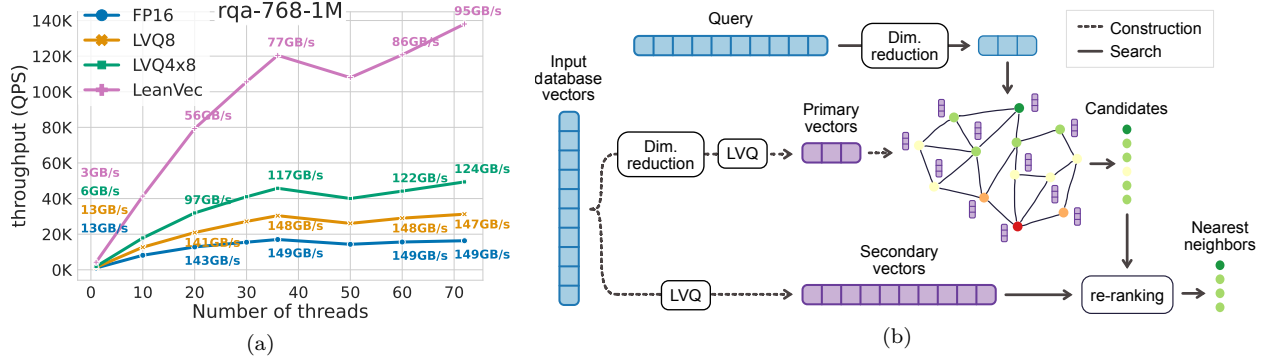 rqa-768-1M
throughput (QPS)
140K
120K
100K
80K
60K
40K
20K
0K
FP16
LVQ8
LVQ4x8
LeanVec
3GB/s
6GB/s
13GB/s
13GB/s
56GB/s
97GB/s
141GB/s
143GB/s
77GB/s
117GB/s
148GB/s
149GB/s
86GB/s
122GB/s
148GB/s
149GB/s
95GB/s
124GB/s
147GB/s
149GB/s
0 10 20 30 40 50 60 70
Number of threads
(a)
Query
Dim.
reduction
Construction
Search
Input
database
vectors
Dim.
reduction
LVQ
Primary
vectors
Candidates
LVQ
Secondary
vectors
re-ranking
Nearest
neighbors
(b)